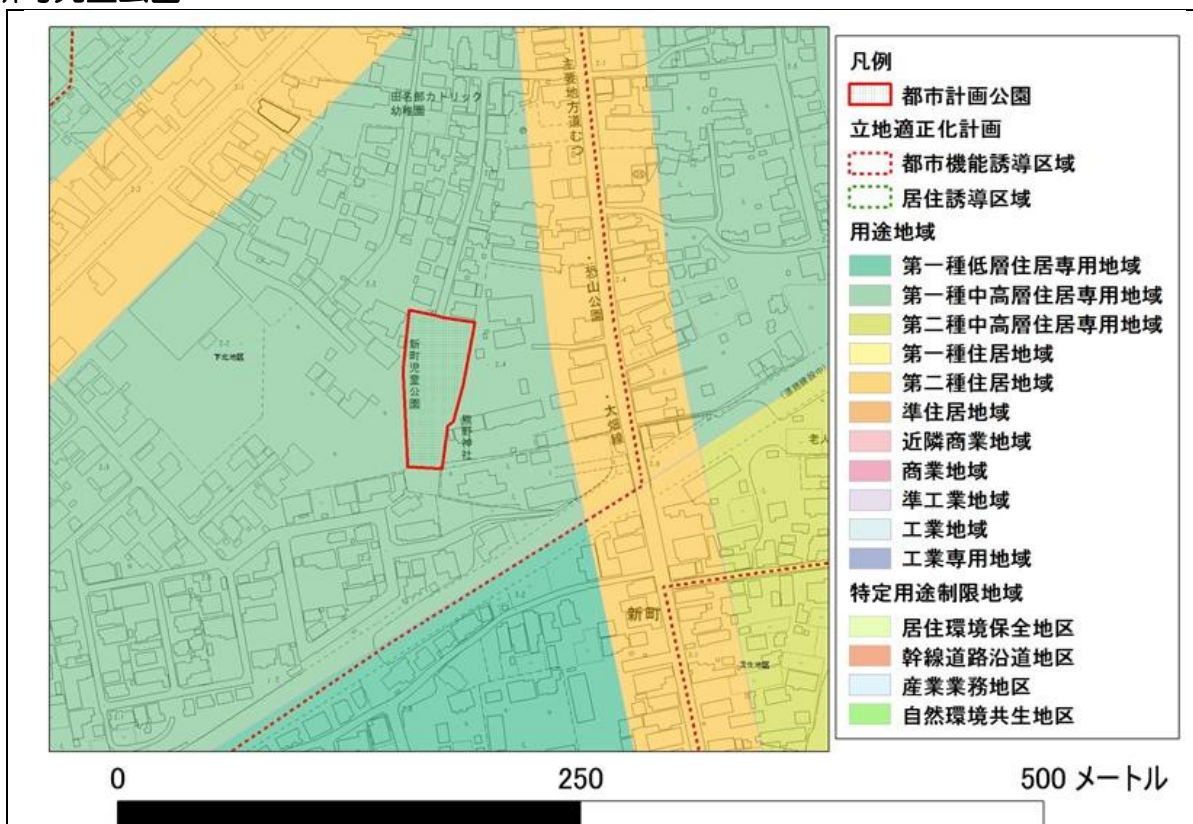 田名部カトリック
幼稚園
主要地方道むつ
・恐山公園
・大畑線
新町児童公園
熊野神社
下北地区
(道路建設中)
老人
新町
凡例
都市計画公園
立地適正化計画
都市機能誘導区域
居住誘導区域
用途地域
第一種低層住居専用地域
第一種中高層住居専用地域
第二種中高層住居専用地域
第一種住居地域
第二種住居地域
準住居地域
近隣商業地域
商業地域
準工業地域
工業地域
工業専用地域
特定用途制限地域
居住環境保全地区
幹線道路沿道地区
産業業務地区
自然環境共生地区
0 250 500 メートル